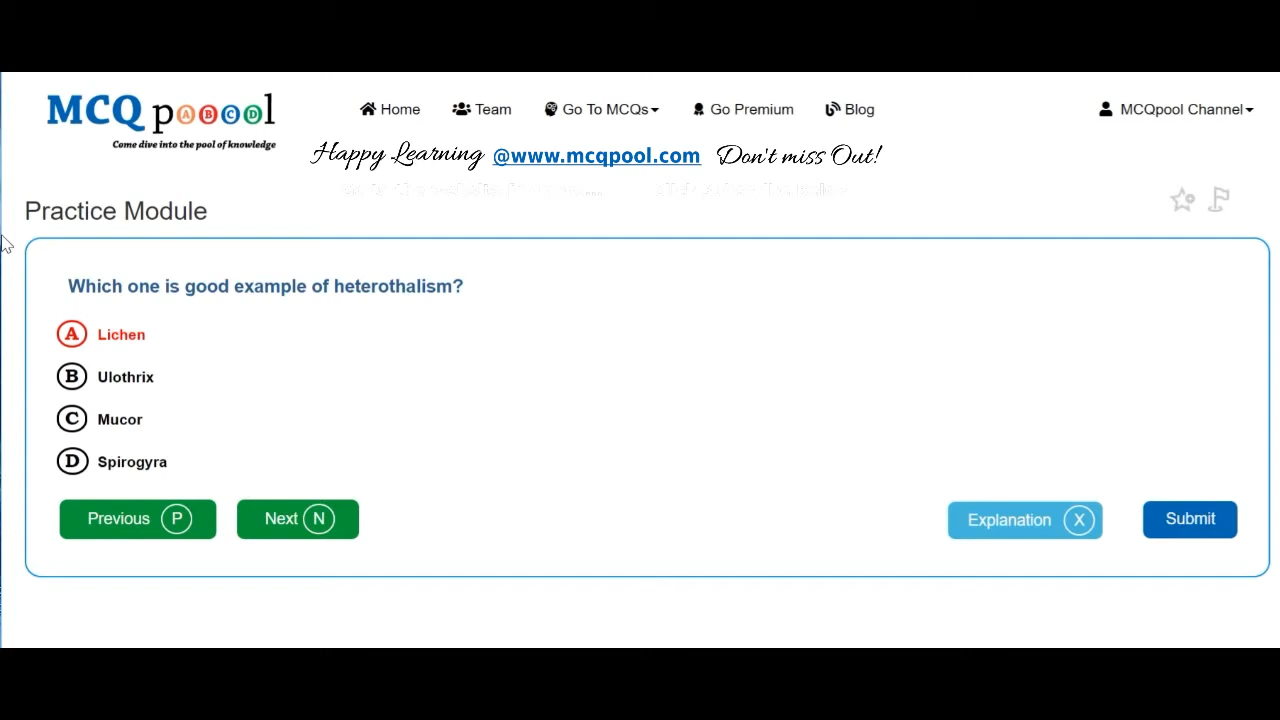 MCQ pABCDl
Come dive into the pool of knowledge
Home Team Go To MCQs Go Premium Blog MCQpool Channel
Happy Learning @www.mcqpool.com Don't miss Out!
Practice Module
Which one is good example of heterothalism?
A Lichen
B Ulothrix
C Mucor
D Spirogyra
Previous P Next N Explanation X Submit